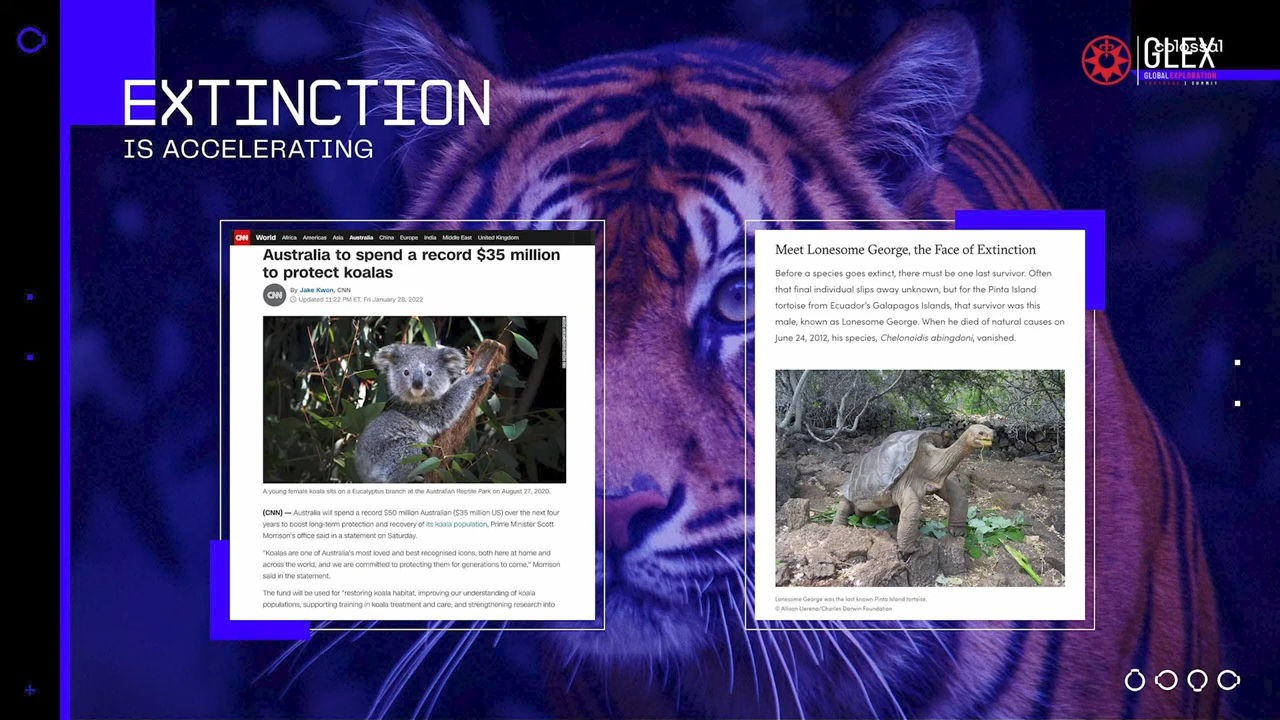 EXTINCTION
IS ACCELERATING
colossal
GLEX
GLOBAL EXPLORATION
SUMMIT
CNN World Africa Americas Asia Australia China Europe India Middle East United Kingdom
Australia to spend a record $35 million
to protect koalas
CNN
By Jake Kwon, CNN
Updated 11:22 PM ET, Fri January 28, 2022
A young female koala sits on a Eucalyptus branch at the Australian Reptile Park on August 27, 2020.
(CNN) — Australia will spend a record $50 million Australian ($35 million US) over the next four
years to boost long-term protection and recovery of its koala population, Prime Minister Scott
Morrison's office said in a statement on Saturday.
"Koalas are one of Australia's most loved and best recognised icons, both here at home and
across the world, and we are committed to protecting them for generations to come," Morrison
said in the statement.
The fund will be used for "restoring koala habitat, improving our understanding of koala
populations, supporting training in koala treatment and care, and strengthening research into
Meet Lonesome George, the Face of Extinction
Before a species goes extinct, there must be one last survivor. Often
that final individual slips away unknown, but for the Pinta Island
tortoise from Ecuador's Galapagos Islands, that survivor was this
male, known as Lonesome George. When he died of natural causes on
June 24, 2012, his species, Chelonoidis abingdoni, vanished.
Lonesome George was the last known Pinta Island tortoise.
© Allison Llerena/Charles Darwin Foundation